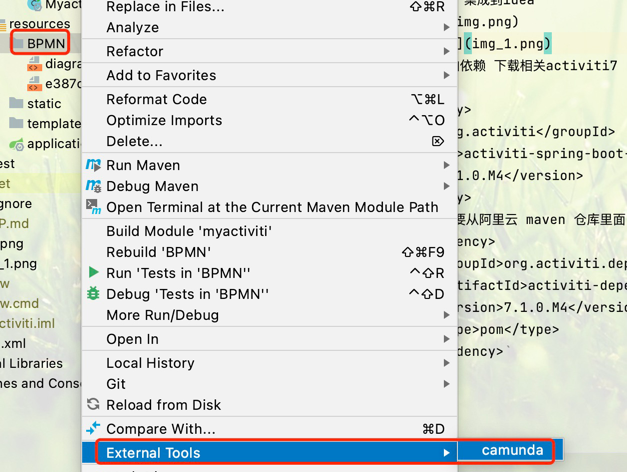 Myact
resources
BPMN
diagra
e387c
static
template
applicati
est
et
gnore
P.md
png
_1.png
w
w.cmd
activiti.iml
.xml
al Libraries
nes and Conso
Replace in Files... ⇧⌘R
Analyze
Refactor
Add to Favorites
Reformat Code ⌥⌘L
Optimize Imports ^⌥O
Delete... ⌦
Run Maven
Debug Maven
Open Terminal at the Current Maven Module Path
Build Module 'myactiviti'
Rebuild 'BPMN' ⇧⌘F9
Run 'Tests in 'BPMN'' ^⇧R
Debug 'Tests in 'BPMN'' ^⇧D
More Run/Debug
Open In
Local History
Git
Reload from Disk
Compare With... ⌘D
External Tools
camunda
集成到idea
img.png)
](img_1.png)
依赖 下载相关activiti7
y>
g.activiti</groupId>
>activiti-spring-boot-
.1.0.M4</version>
y>
要从阿里云 maven 仓库里面
ency>
upId>org.activiti.dep
tifactId>activiti-depe
rsion>7.1.0.M4</versio
pe>pom</type>
dency>`